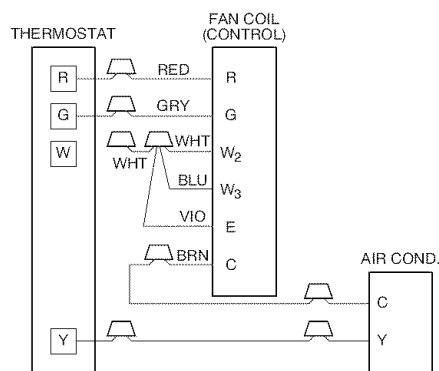 FAN COIL
(CONTROL)
THERMOSTAT
R RED R
G GRY G
W WHT WHT W2
BLU W3
VIO E
BRN C
AIR COND.
C
Y Y